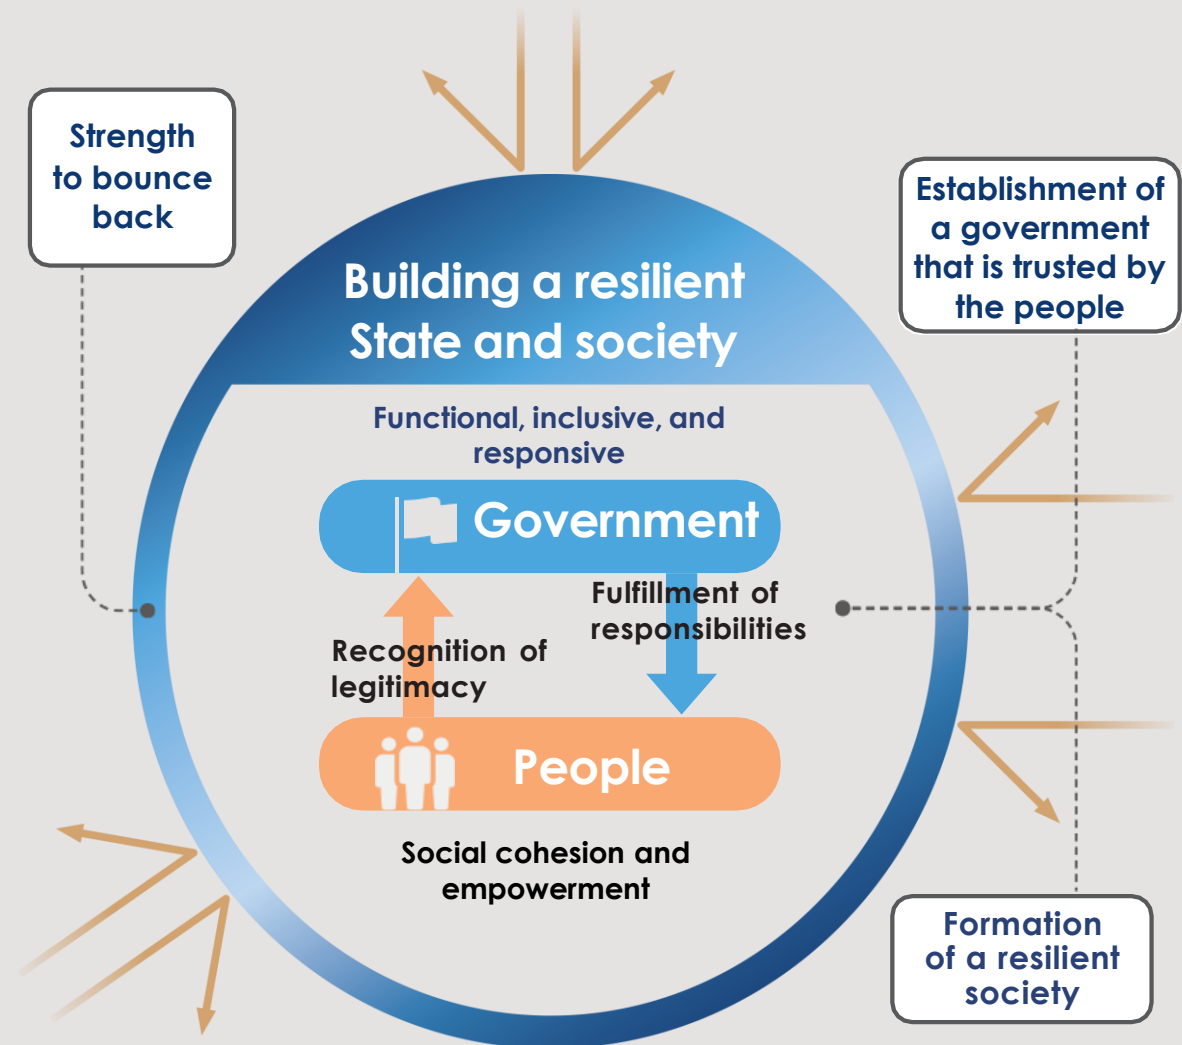 Strength
to bounce
back
Establishment of
a government
that is trusted by
the people
Building a resilient
State and society
Functional, inclusive, and
responsive
Government
Fulfillment of
responsibilities
Recognition of
legitimacy
People
Social cohesion and
empowerment
Formation
of a resilient
society